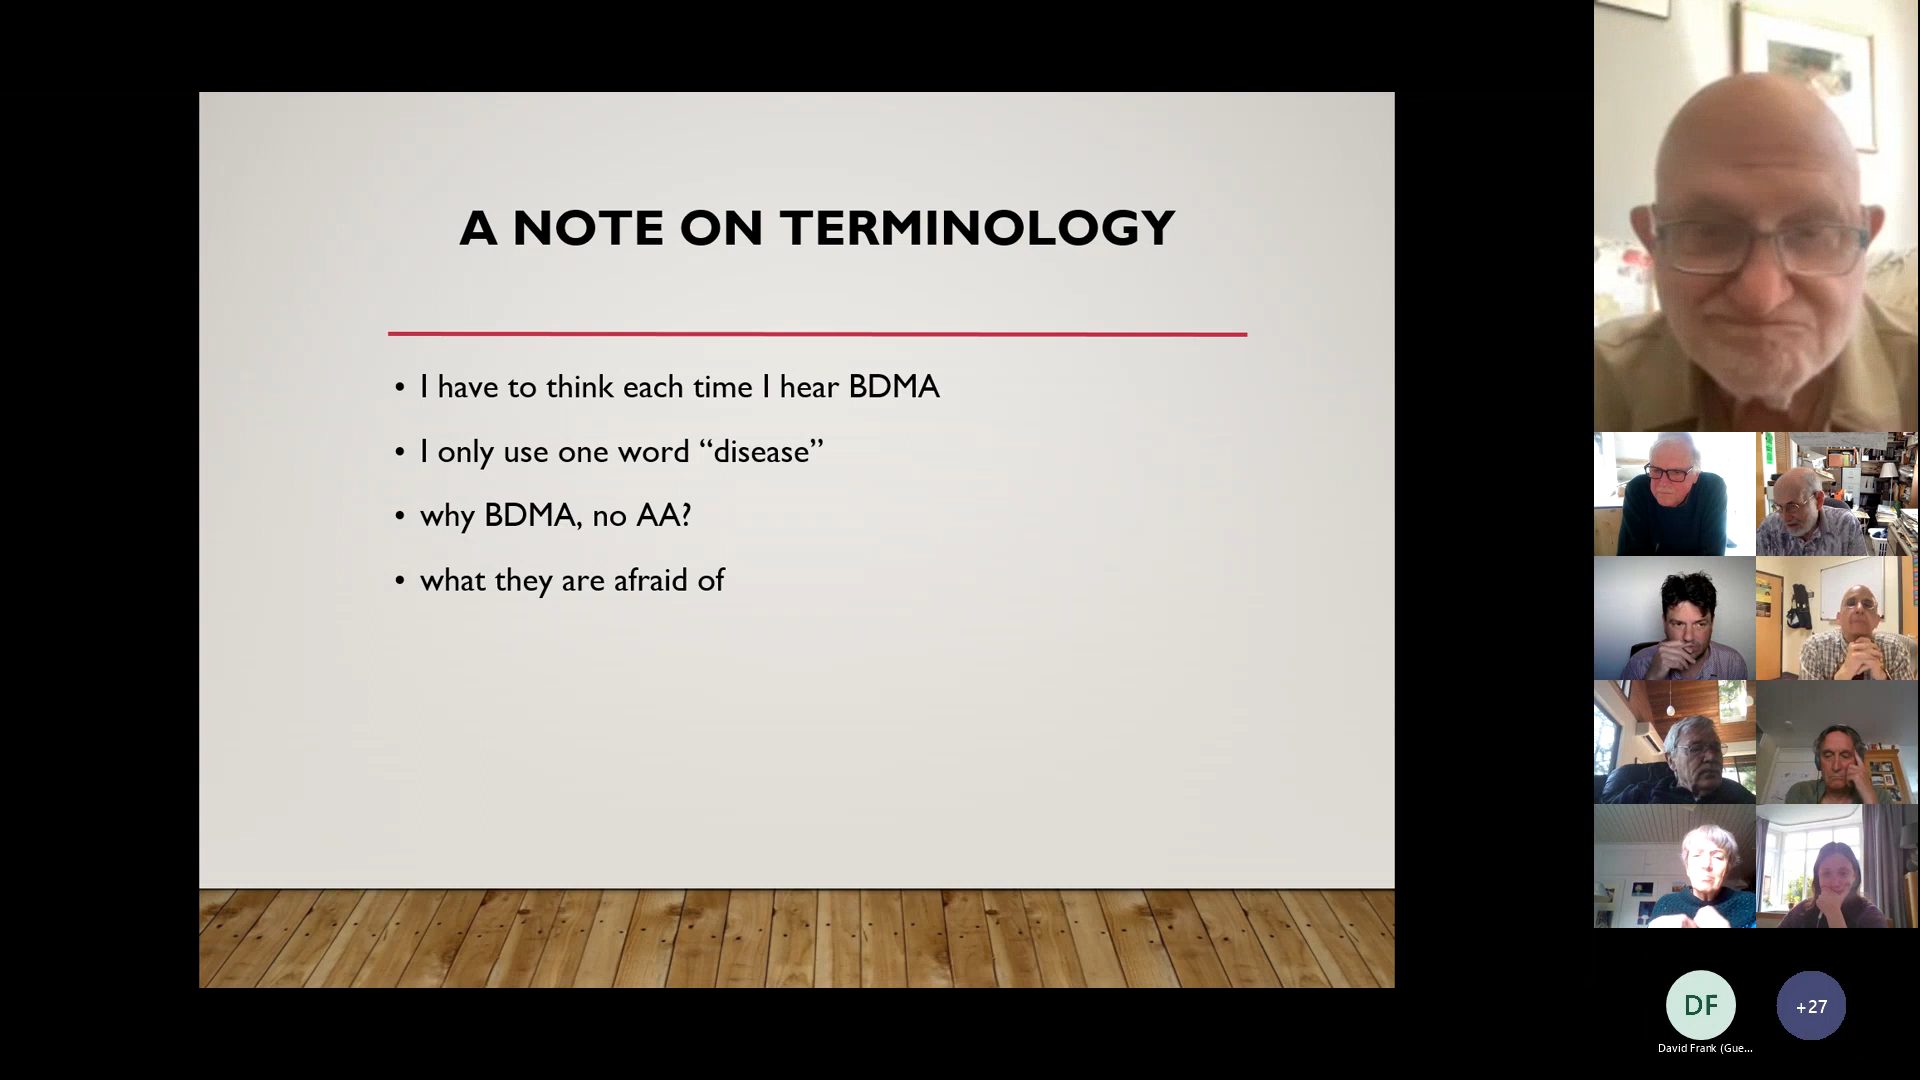 A NOTE ON TERMINOLOGY
• I have to think each time I hear BDMA
• I only use one word “disease”
• why BDMA, no AA?
• what they are afraid of
DF
+27
David Frank (Gue...